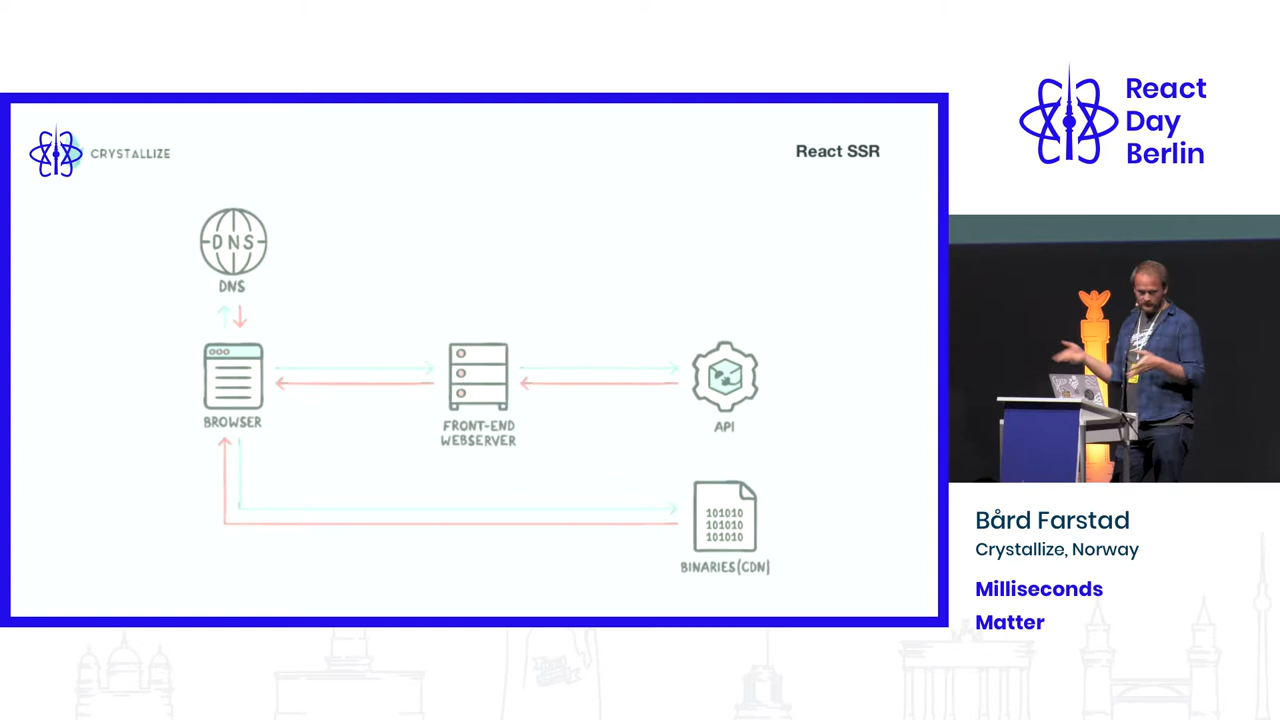 React
Day
Berlin
CRYSTALLIZE
React SSR
DNS
DNS
BROWSER
FRONT-END
WEBSERVER
API
101010
101010
101010
BINARIES(CDN)
Bård Farstad
Crystallize, Norway
Milliseconds
Matter